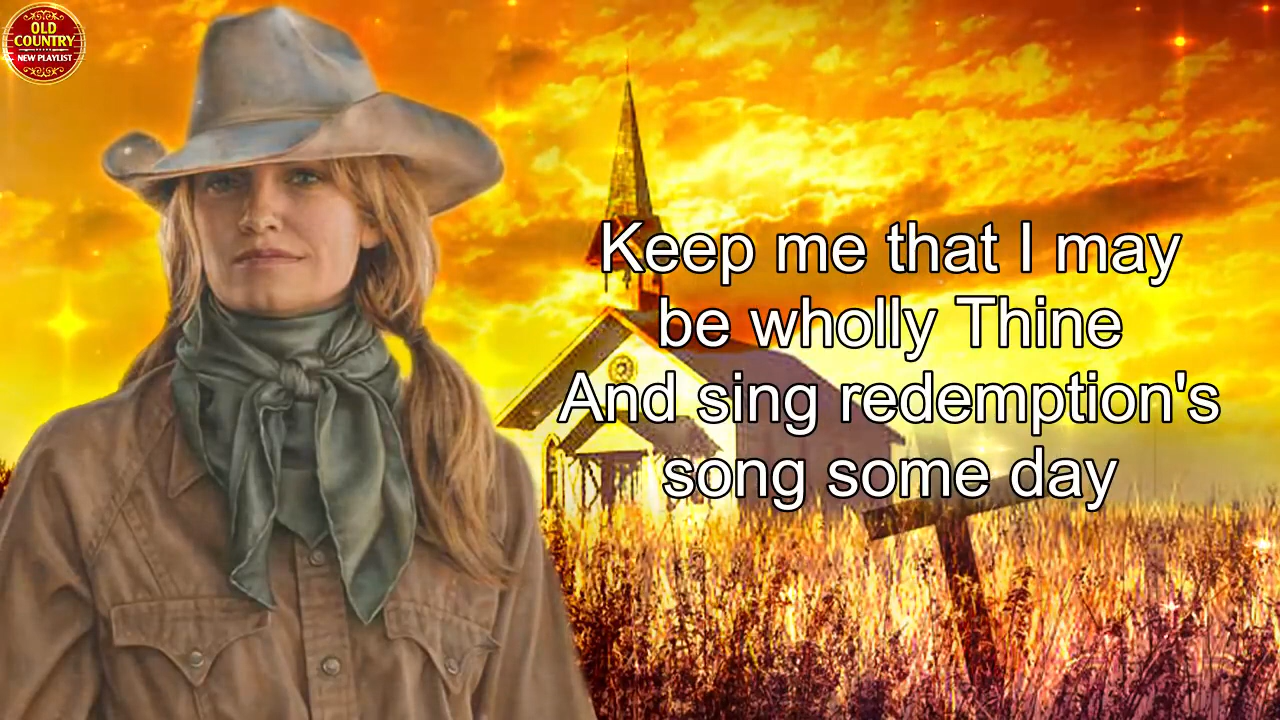 OLD
COUNTRY
NEW PLAYLIST
Keep me that I may
be wholly Thine
And sing redemption's
song some day